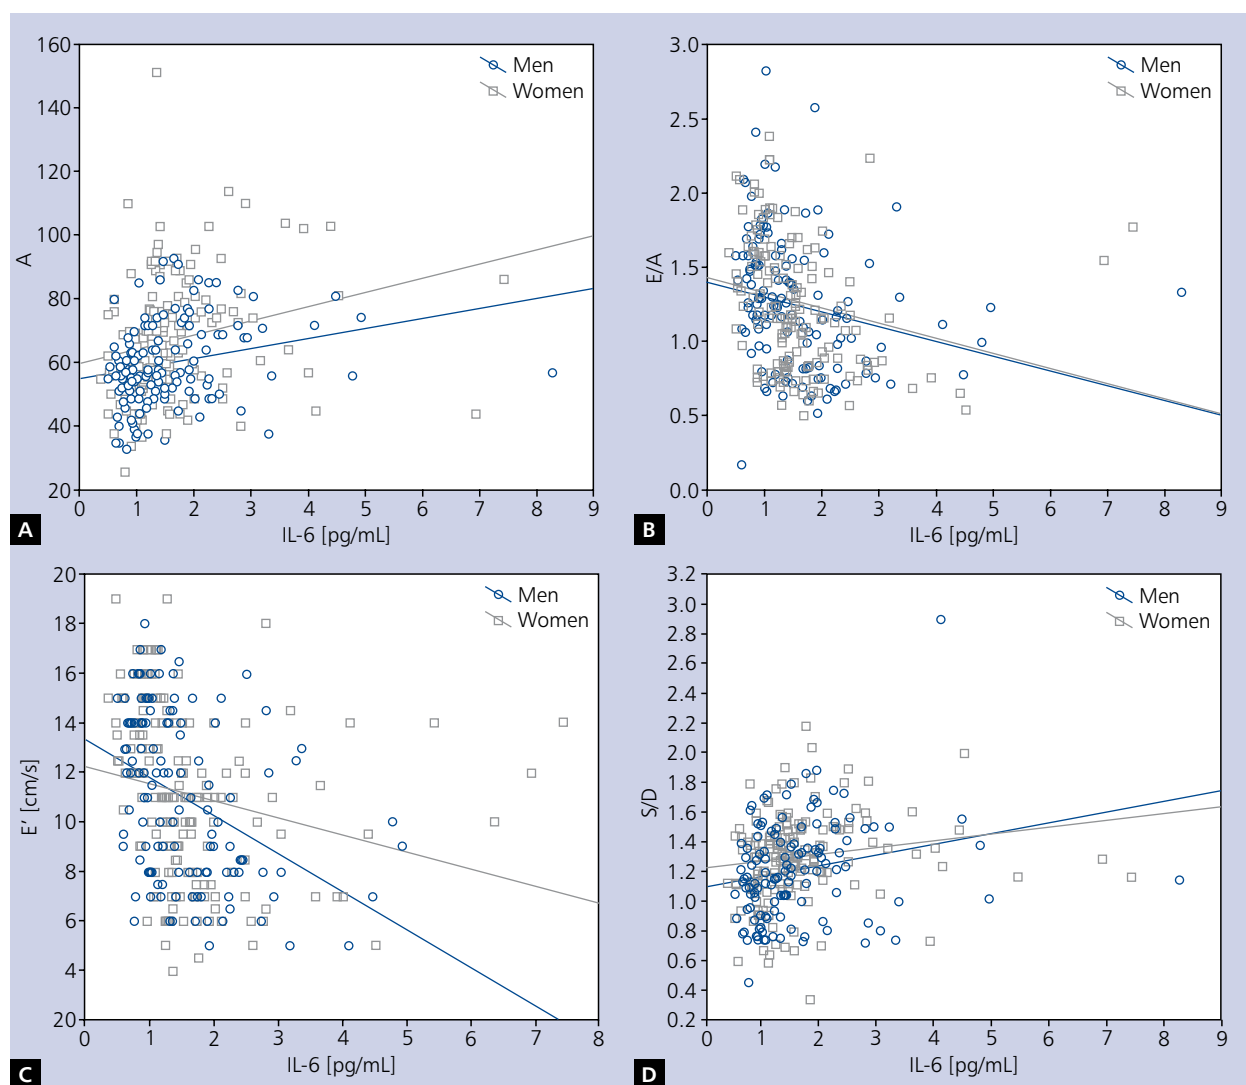 Men
Women
A
160
140
120
100
80
60
40
20
0 1 2 3 4 5 6 7 8 9
IL-6 [pg/mL]
A
Men
Women
E/A
3.0
2.5
2.0
1.5
1.0
0.5
0.0
0 1 2 3 4 5 6 7 8 9
IL-6 [pg/mL]
B
Men
Women
E′ [cm/s]
20
18
16
14
12
10
8
6
4
20
0 1 2 3 4 5 6 7 8
IL-6 [pg/mL]
C
Men
Women
S/D
3.2
3.0
2.8
2.6
2.4
2.2
2.0
1.8
1.6
1.4
1.2
1.0
0.8
0.6
0.4
0.2
0 1 2 3 4 5 6 7 8 9
IL-6 [pg/mL]
D